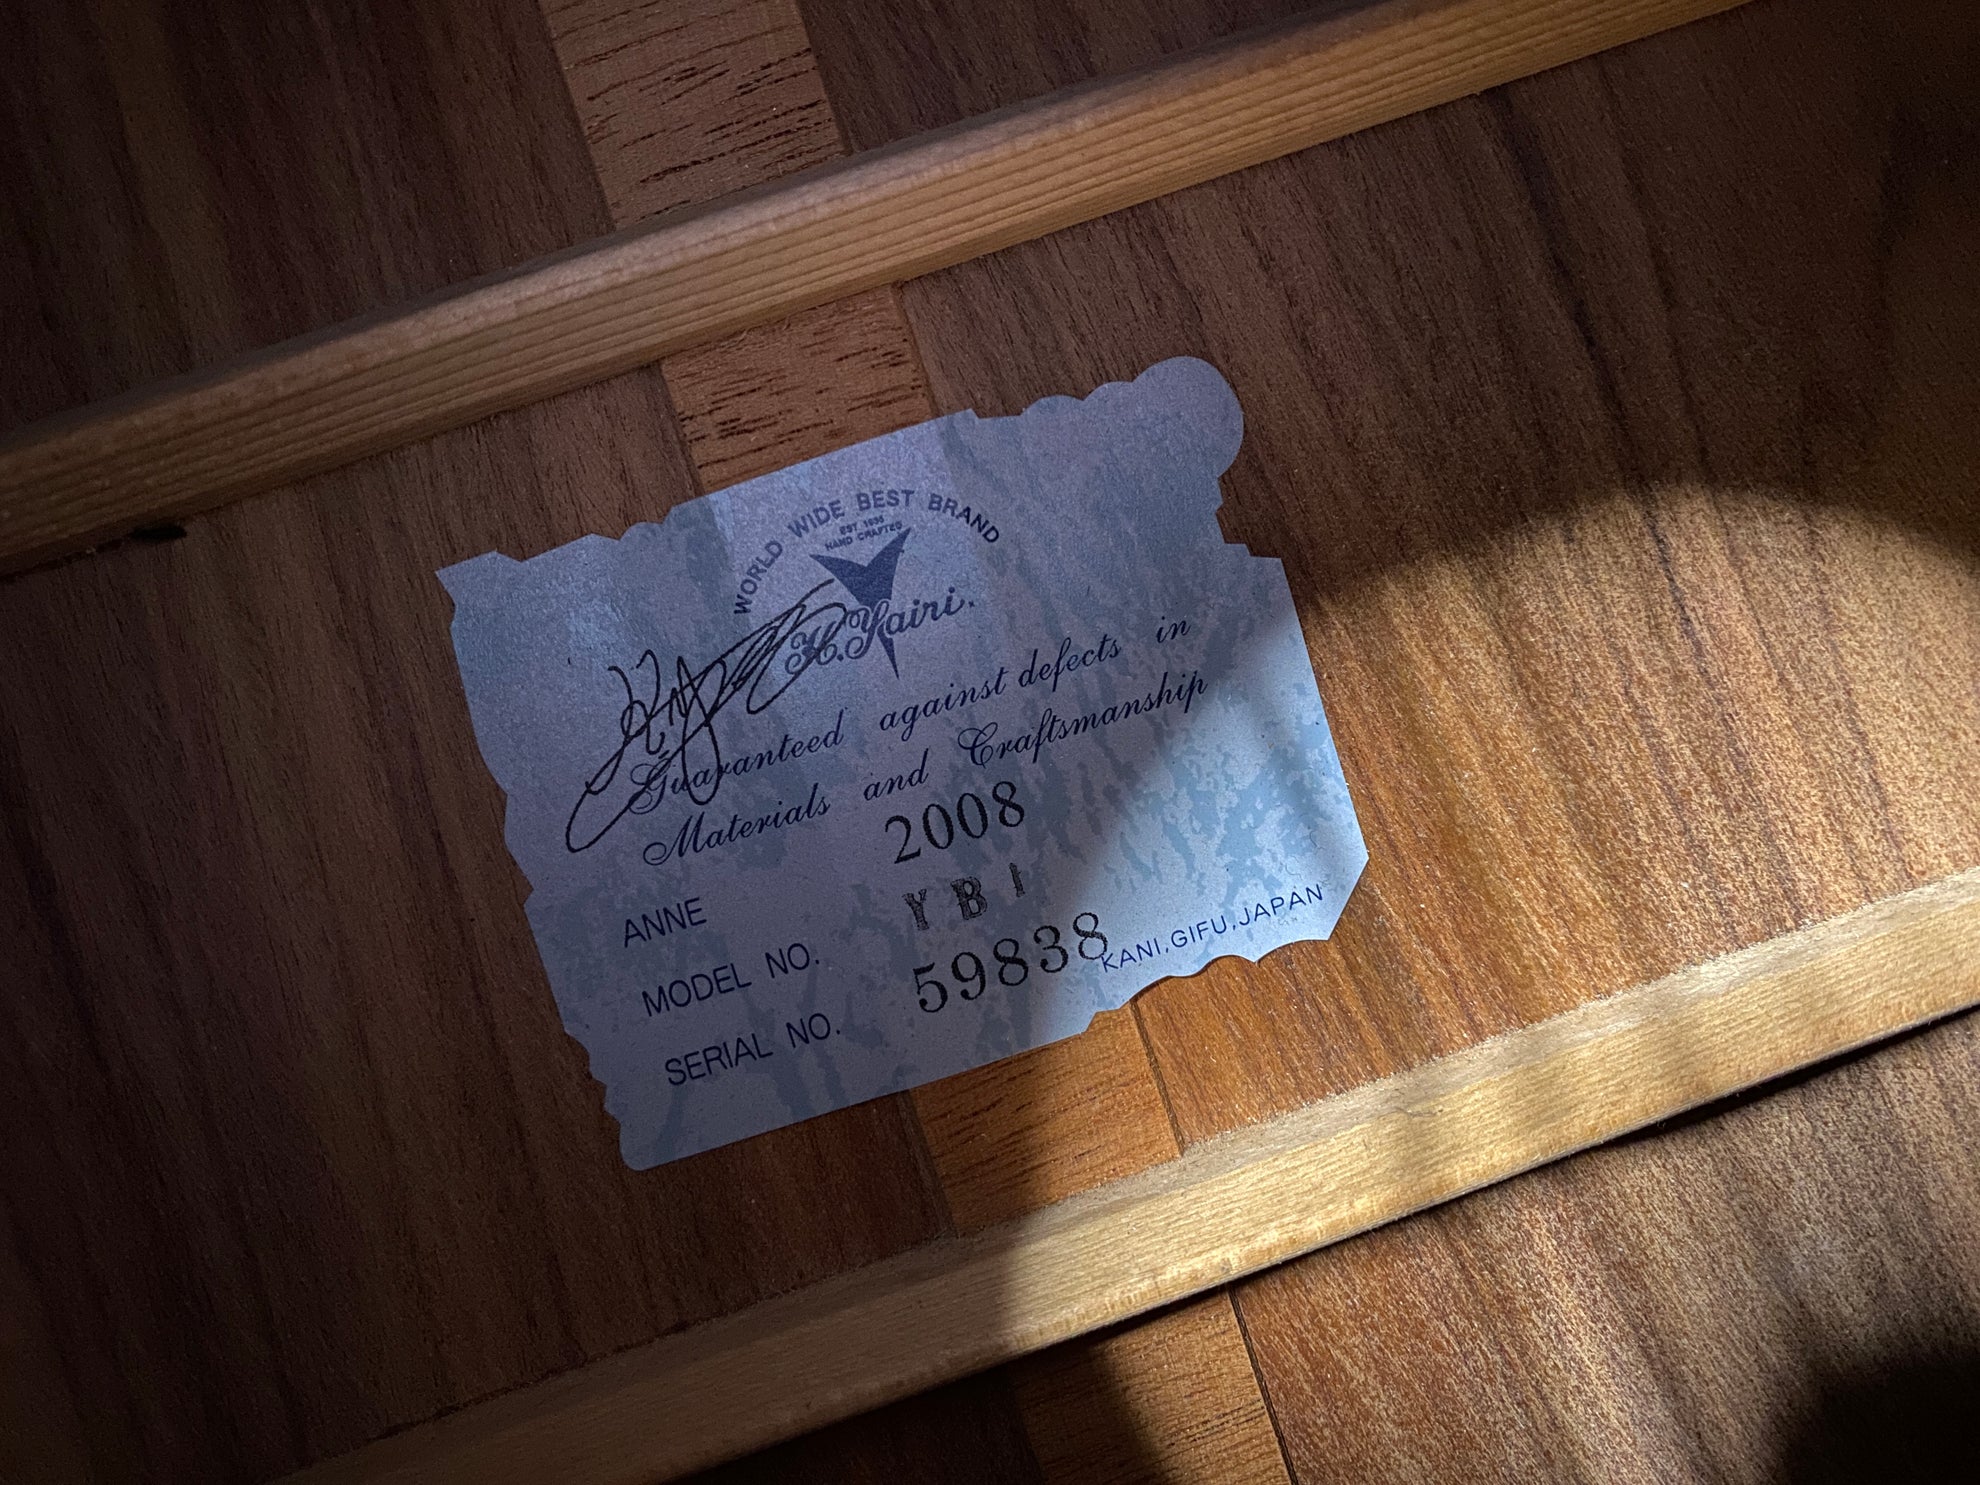 WORLD WIDE BEST BRAND
EST 1935
HAND CRAFTED
K.Yairi.
Guaranteed against defects in
Materials and Craftsmanship
ANNE 2008
MODEL NO. YB1
SERIAL NO. 59838
KANI,GIFU,JAPAN